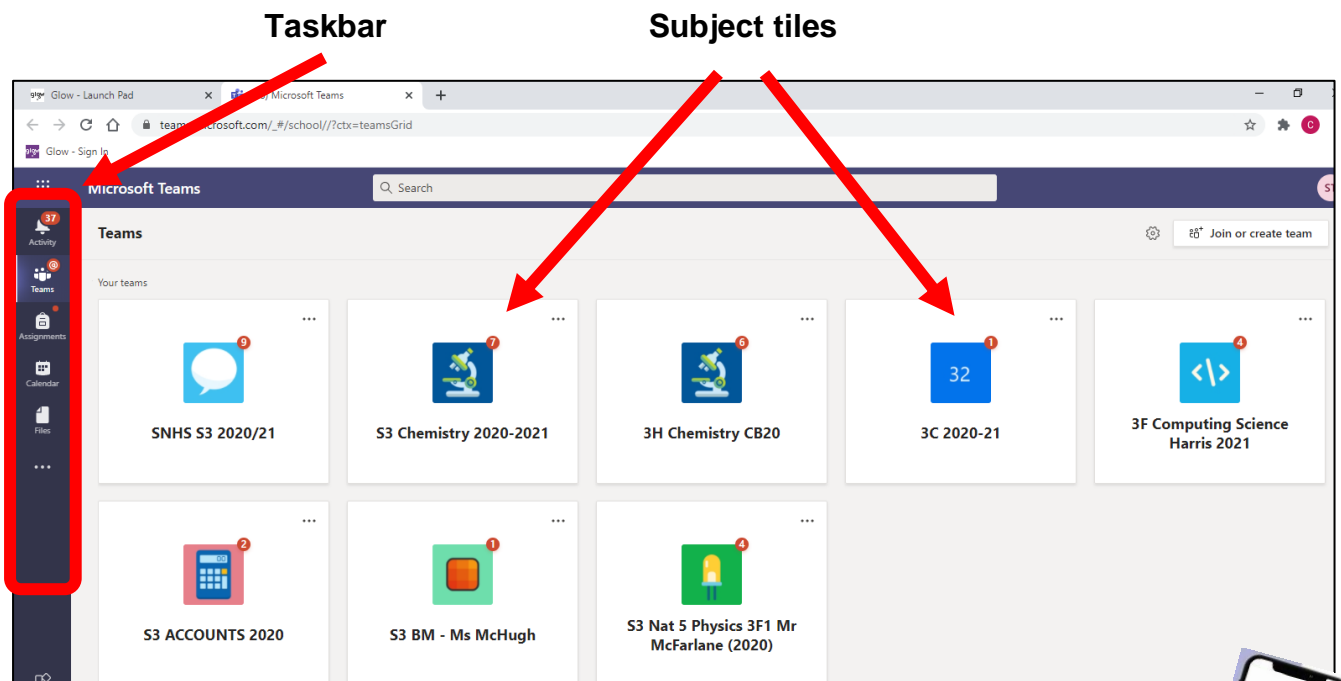 Taskbar Subject tiles
glow Glow - Launch Pad × Microsoft Teams × +
microsoft.com/_#/school//?ctx=teamsGrid C
glow Glow - Sign In
Microsoft Teams Search
37
Activity
Teams
Join or create team
@
Teams
Your teams
Assignments
Calendar
Files
9 7 6 1 4
32
SNHS S3 2020/21 S3 Chemistry 2020-2021 3H Chemistry CB20 3C 2020-21 3F Computing Science
Harris 2021
2 1 4
S3 ACCOUNTS 2020 S3 BM - Ms McHugh S3 Nat 5 Physics 3F1 Mr
McFarlane (2020)